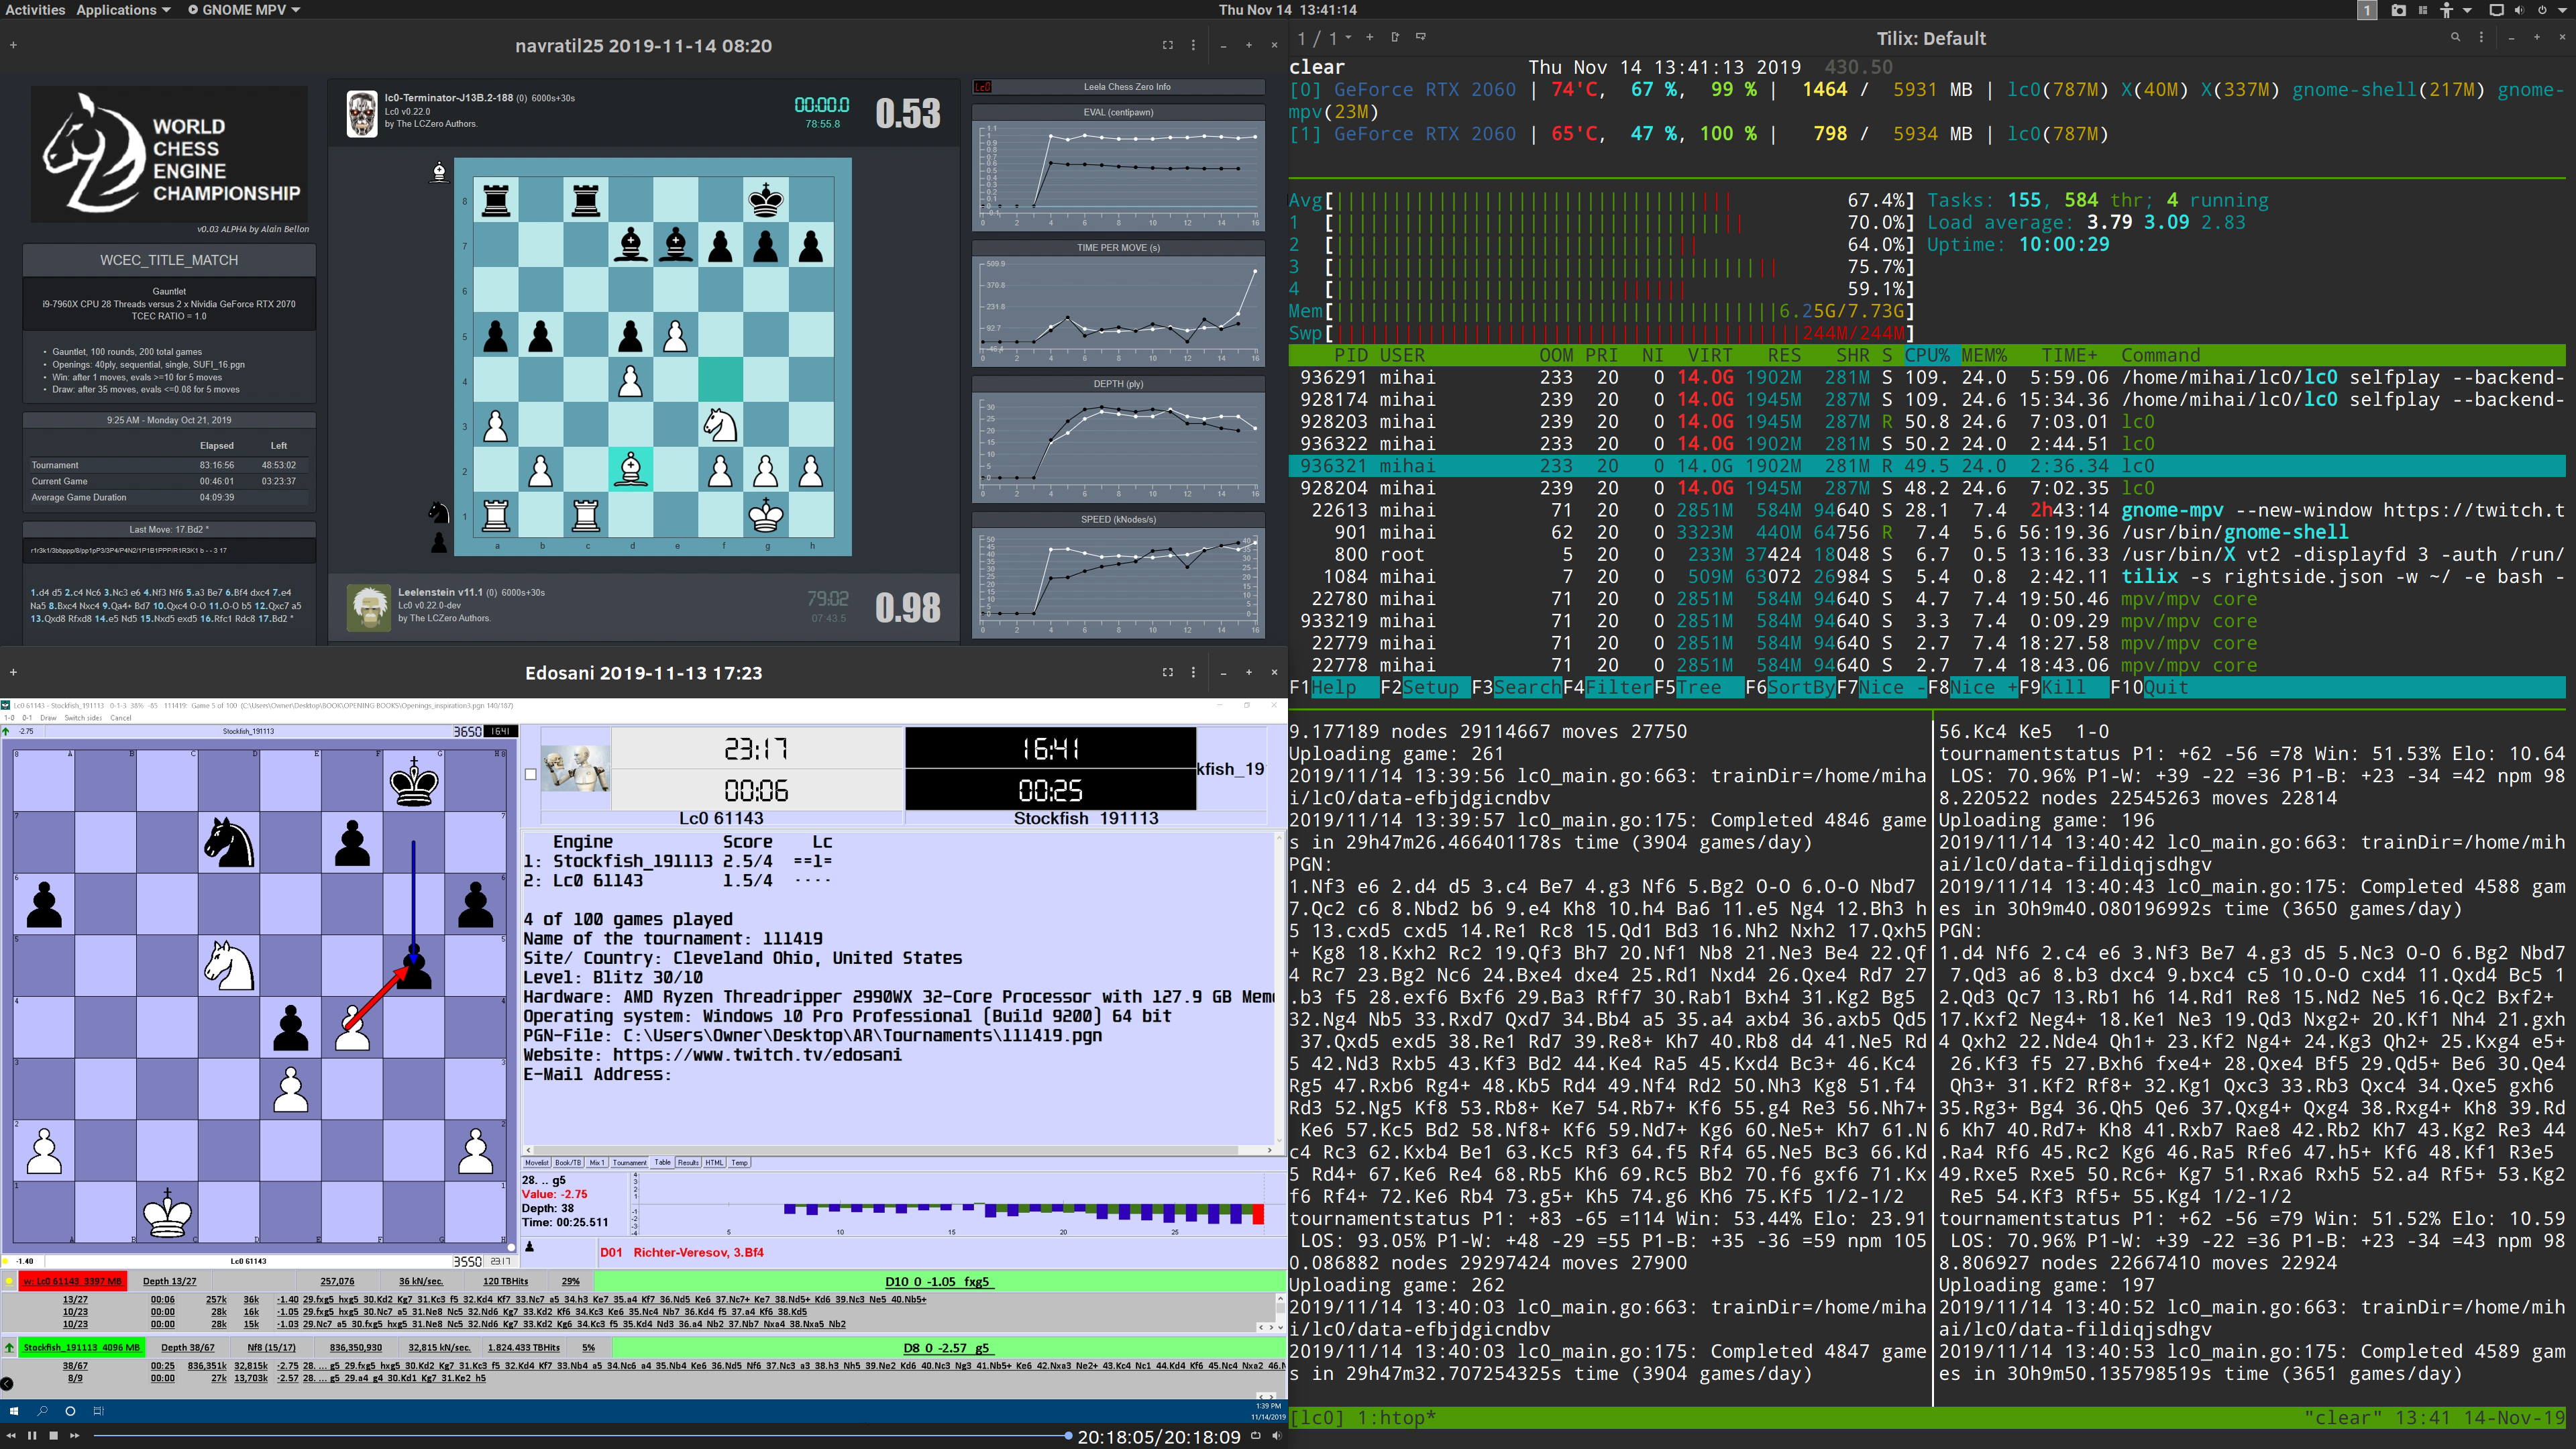 Activities Applications GNOME MPV Thu Nov 14 13:41:14 1
navratil25 2019-11-14 08:20
WORLD
CHESS
ENGINE
CHAMPIONSHIP
v0.03 ALPHA by Alain Bellon
WCEC_TITLE_MATCH
Gauntlet
i9-7960X CPU 28 Threads versus 2 x Nividia GeForce RTX 2070
TCEC RATIO = 1.0
• Gauntlet, 100 rounds, 200 total games
• Openings: 40ply, sequential, single, SUFI_16.pgn
• Win: after 1 moves, evals >=10 for 5 moves
• Draw: after 35 moves, evals <=0.08 for 5 moves
9:25 AM - Monday Oct 21, 2019
Elapsed Left
Tournament 83:16:56 48:53:02
Current Game 00:46:01 03:23:37
Average Game Duration 04:09:39
Last Move: 17.Bd2 *
r1r3k1/3bbppp/8/pp1pP3/3P4/P4N2/1P1B1PPP/R1R3K1 b - - 3 17
1.d4 d5 2.c4 Nc6 3.Nc3 e6 4.Nf3 Nf6 5.a3 Be7 6.Bf4 dxc4 7.e4
Na5 8.Bxc4 Nxc4 9.Qa4+ Bd7 10.Qxc4 O-O 11.O-O b5 12.Qxc7 a5
13.Qxd8 Rfxd8 14.e5 Nd5 15.Nxd5 exd5 16.Rfc1 Rdc8 17.Bd2 *
lc0-Terminator-J13B.2-188 (0) 6000s+30s
Lc0 v0.22.0
by The LCZero Authors.
00:00.0
78:55.8
0.53
8
7
6
5
4
3
2
1
a b c d e f g h
Leelenstein v11.1 (0) 6000s+30s
Lc0 v0.22.0-dev
by The LCZero Authors.
79:02
07:43.5
0.98
Lc0 Leela Chess Zero Info
EVAL (centipawn)
TIME PER MOVE (s)
509.9
370.8
231.8
92.7
DEPTH (ply)
SPEED (kNodes/s)
0 2 4 6 8 10 12 14 16
Edosani 2019-11-13 17:23
Lc0 61143 - Stockfish_191113 0-1-3 38% -85 111419: Game 5 of 100 (C:\Users\Owner\Desktop\BOOK\OPENING BOOKS\Openings_inspiration3.pgn 140/187)
1-0 0-1 Draw Switch sides Cancel
-2.75 Stockfish_191113 3650 16:41
23:17 16:41
00:06 00:25
kfish_19
Lc0 61143 Stockfish_191113
Engine Score Lc
1: Stockfish_191113 2.5/4 ==1=
2: Lc0 61143 1.5/4 ····
4 of 100 games played
Name of the tournament: 111419
Site/ Country: Cleveland Ohio, United States
Level: Blitz 30/10
Hardware: AMD Ryzen Threadripper 2990WX 32-Core Processor with 127.9 GB Mem
Operating system: Windows 10 Pro Professional (Build 9200) 64 bit
PGN-File: C:\Users\Owner\Desktop\AR\Tournaments\111419.pgn
Website: https://www.twitch.tv/edosani
E-Mail Address:
Movelist Book/TB Mix 1 Tournament Table Results HTML Temp
28. .. g5
Value: -2.75
Depth: 38
Time: 00:25.511
5 10 15 20 25
D01 Richter-Veresov, 3.Bf4
-1.40 Lc0 61143 3550 23:17
w: Lc0 61143 3397 MB Depth 13/27 257,076 36 kN/sec. 120 TBHits 29% D10 0 -1.05 fxg5
13/27 00:06 257k 36k -1.40 29.fxg5 hxg5 30.Kd2 Kg7 31.Kc3 f5 32.Kd4 Kf7 33.Nc7 a5 34.h3 Ke7 35.a4 Kf7 36.Nd5 Ke6 37.Nc7+ Ke7 38.Nd5+ Kd6 39.Nc3 Ne5 40.Nb5+
10/23 00:00 28k 16k -1.05 29.fxg5 hxg5 30.Nc7 a5 31.Ne8 Nc5 32.Nd6 Kg7 33.Kd2 Kf6 34.Kc3 Ke6 35.Nc4 Nb7 36.Kd4 f5 37.a4 Kf6 38.Kd5
10/23 00:00 28k 15k -1.03 29.Nc7 a5 30.fxg5 hxg5 31.Ne8 Nc5 32.Nd6 Kg7 33.Kd2 Kg6 34.Kc3 f5 35.Kd4 Nd3 36.a4 Nb2 37.Nb7 Nxa4 38.Nxa5 Nb2
Stockfish_191113 4096 MB Depth 38/67 Nf8 (15/17) 836,350,930 32,815 kN/sec. 1.824.433 TBHits 5% D8 0 -2.57 g5
38/67 00:25 836,351k 32,815k -2.75 28. ... g5 29.fxg5 hxg5 30.Kd2 Kg7 31.Kc3 f5 32.Kd4 Kf7 33.Nb4 a5 34.Nc6 a4 35.Nb4 Ke6 36.Nd5 Nf6 37.Nc3 a3 38.h3 Nh5 39.Ne2 Kd6 40.Nc3 Ng3 41.Nb5+ Ke6 42.Nxa3 Ne2+ 43.Kc4 Nc1 44.Kd4 Kf6 45.Nc4 Nxa2 46.N
8/9 00:00 27k 13,703k -2.57 28. ... g5 29.a4 g4 30.Kd1 Kg7 31.Ke2 h5
1:39 PM
11/14/2019
20:18:05/20:18:09
1 / 1 Tilix: Default
clear Thu Nov 14 13:41:13 2019 430.50
[0] GeForce RTX 2060 | 74'C, 67 %, 99 % | 1464 / 5931 MB | lc0(787M) X(40M) X(337M) gnome-shell(217M) gnome-
mpv(23M)
[1] GeForce RTX 2060 | 65'C, 47 %, 100 % | 798 / 5934 MB | lc0(787M)
Avg[ 67.4%] Tasks: 155, 584 thr; 4 running
1 [ 70.0%] Load average: 3.79 3.09 2.83
2 [ 64.0%] Uptime: 10:00:29
3 [ 75.7%]
4 [ 59.1%]
Mem[ 6.25G/7.73G]
Swp[ 244M/244M]
PID USER OOM PRI NI VIRT RES SHR S CPU% MEM% TIME+ Command
936291 mihai 233 20 0 14.0G 1902M 281M S 109. 24.0 5:59.06 /home/mihai/lc0/lc0 selfplay --backend-
928174 mihai 239 20 0 14.0G 1945M 287M S 109. 24.6 15:34.36 /home/mihai/lc0/lc0 selfplay --backend-
928203 mihai 239 20 0 14.0G 1945M 287M R 50.8 24.6 7:03.01 lc0
936322 mihai 233 20 0 14.0G 1902M 281M S 50.2 24.0 2:44.51 lc0
936321 mihai 233 20 0 14.0G 1902M 281M R 49.5 24.0 2:36.34 lc0
928204 mihai 239 20 0 14.0G 1945M 287M S 48.2 24.6 7:02.35 lc0
22613 mihai 71 20 0 2851M 584M 94640 S 28.1 7.4 2h43:14 gnome-mpv --new-window https://twitch.t
901 mihai 62 20 0 3323M 440M 64756 R 7.4 5.6 56:19.36 /usr/bin/gnome-shell
800 root 5 20 0 233M 37424 18048 S 6.7 0.5 13:16.33 /usr/bin/X vt2 -displayfd 3 -auth /run/
1084 mihai 7 20 0 509M 63072 26984 S 5.4 0.8 2:42.11 tilix -s rightside.json -w ~/ -e bash -
22780 mihai 71 20 0 2851M 584M 94640 S 4.7 7.4 19:50.46 mpv/mpv core
933219 mihai 71 20 0 2851M 584M 94640 S 3.3 7.4 0:09.29 mpv/mpv core
22779 mihai 71 20 0 2851M 584M 94640 S 2.7 7.4 18:27.58 mpv/mpv core
22778 mihai 71 20 0 2851M 584M 94640 S 2.7 7.4 18:43.06 mpv/mpv core
F1Help F2Setup F3SearchF4FilterF5Tree F6SortByF7Nice -F8Nice +F9Kill F10Quit
9.177189 nodes 29114667 moves 27750
Uploading game: 261
2019/11/14 13:39:56 lc0_main.go:663: trainDir=/home/miha
i/lc0/data-efbjdgicndbv
2019/11/14 13:39:57 lc0_main.go:175: Completed 4846 game
s in 29h47m26.466401178s time (3904 games/day)
PGN:
1.Nf3 e6 2.d4 d5 3.c4 Be7 4.g3 Nf6 5.Bg2 O-O 6.O-O Nbd7
7.Qc2 c6 8.Nbd2 b6 9.e4 Kh8 10.h4 Ba6 11.e5 Ng4 12.Bh3 h
5 13.cxd5 cxd5 14.Re1 Rc8 15.Qd1 Bd3 16.Nh2 Nxh2 17.Qxh5
+ Kg8 18.Kxh2 Rc2 19.Qf3 Bh7 20.Nf1 Nb8 21.Ne3 Be4 22.Qf
4 Rc7 23.Bg2 Nc6 24.Bxe4 dxe4 25.Rd1 Nxd4 26.Qxe4 Rd7 27
.b3 f5 28.exf6 Bxf6 29.Ba3 Rff7 30.Rab1 Bxh4 31.Kg2 Bg5
32.Ng4 Nb5 33.Rxd7 Qxd7 34.Bb4 a5 35.a4 axb4 36.axb5 Qd5
37.Qxd5 exd5 38.Re1 Rd7 39.Re8+ Kh7 40.Rb8 d4 41.Ne5 Rd
5 42.Nd3 Rxb5 43.Kf3 Bd2 44.Ke4 Ra5 45.Kxd4 Bc3+ 46.Kc4
Rg5 47.Rxb6 Rg4+ 48.Kb5 Rd4 49.Nf4 Rd2 50.Nh3 Kg8 51.f4
Rd3 52.Ng5 Kf8 53.Rb8+ Ke7 54.Rb7+ Kf6 55.g4 Re3 56.Nh7+
Ke6 57.Kc5 Bd2 58.Nf8+ Kf6 59.Nd7+ Kg6 60.Ne5+ Kh7 61.N
c4 Rc3 62.Kxb4 Be1 63.Kc5 Rf3 64.f5 Rf4 65.Ne5 Bc3 66.Kd
5 Rd4+ 67.Ke6 Re4 68.Rb5 Kh6 69.Rc5 Bb2 70.f6 gxf6 71.Kx
f6 Rf4+ 72.Ke6 Rb4 73.g5+ Kh5 74.g6 Kh6 75.Kf5 1/2-1/2
tournamentstatus P1: +83 -65 =114 Win: 53.44% Elo: 23.91
LOS: 93.05% P1-W: +48 -29 =55 P1-B: +35 -36 =59 npm 105
0.086882 nodes 29297424 moves 27900
Uploading game: 262
2019/11/14 13:40:03 lc0_main.go:663: trainDir=/home/miha
i/lc0/data-efbjdgicndbv
2019/11/14 13:40:03 lc0_main.go:175: Completed 4847 game
s in 29h47m32.707254325s time (3904 games/day)
56.Kc4 Ke5 1-0
tournamentstatus P1: +62 -56 =78 Win: 51.53% Elo: 10.64
LOS: 70.96% P1-W: +39 -22 =36 P1-B: +23 -34 =42 npm 98
8.220522 nodes 22545263 moves 22814
Uploading game: 196
2019/11/14 13:40:42 lc0_main.go:663: trainDir=/home/mih
ai/lc0/data-fildiqjsdhgv
2019/11/14 13:40:43 lc0_main.go:175: Completed 4588 gam
es in 30h9m40.080196992s time (3650 games/day)
PGN:
1.d4 Nf6 2.c4 e6 3.Nf3 Be7 4.g3 d5 5.Nc3 O-O 6.Bg2 Nbd7
7.Qd3 a6 8.b3 dxc4 9.bxc4 c5 10.O-O cxd4 11.Qxd4 Bc5 1
2.Qd3 Qc7 13.Rb1 h6 14.Rd1 Re8 15.Nd2 Ne5 16.Qc2 Bxf2+
17.Kxf2 Neg4+ 18.Ke1 Ne3 19.Qd3 Nxg2+ 20.Kf1 Nh4 21.gxh
4 Qxh2 22.Nde4 Qh1+ 23.Kf2 Ng4+ 24.Kg3 Qh2+ 25.Kxg4 e5+
26.Kf3 f5 27.Bxh6 fxe4+ 28.Qxe4 Bf5 29.Qd5+ Be6 30.Qe4
Qh3+ 31.Kf2 Rf8+ 32.Kg1 Qxc3 33.Rb3 Qxc4 34.Qxe5 gxh6
35.Rg3+ Bg4 36.Qh5 Qe6 37.Qxg4+ Qxg4 38.Rxg4+ Kh8 39.Rd
6 Kh7 40.Rd7+ Kh8 41.Rxb7 Rae8 42.Rb2 Kh7 43.Kg2 Re3 44
.Ra4 Rf6 45.Rc2 Kg6 46.Ra5 Rfe6 47.h5+ Kf6 48.Kf1 R3e5
49.Rxe5 Rxe5 50.Rc6+ Kg7 51.Rxa6 Rxh5 52.a4 Rf5+ 53.Kg2
Re5 54.Kf3 Rf5+ 55.Kg4 1/2-1/2
tournamentstatus P1: +62 -56 =79 Win: 51.52% Elo: 10.59
LOS: 70.96% P1-W: +39 -22 =36 P1-B: +23 -34 =43 npm 98
8.806927 nodes 22667410 moves 22924
Uploading game: 197
2019/11/14 13:40:52 lc0_main.go:663: trainDir=/home/mih
ai/lc0/data-fildiqjsdhgv
2019/11/14 13:40:53 lc0_main.go:175: Completed 4589 gam
es in 30h9m50.135798519s time (3651 games/day)
[lc0] 1:htop* "clear" 13:41 14-Nov-19